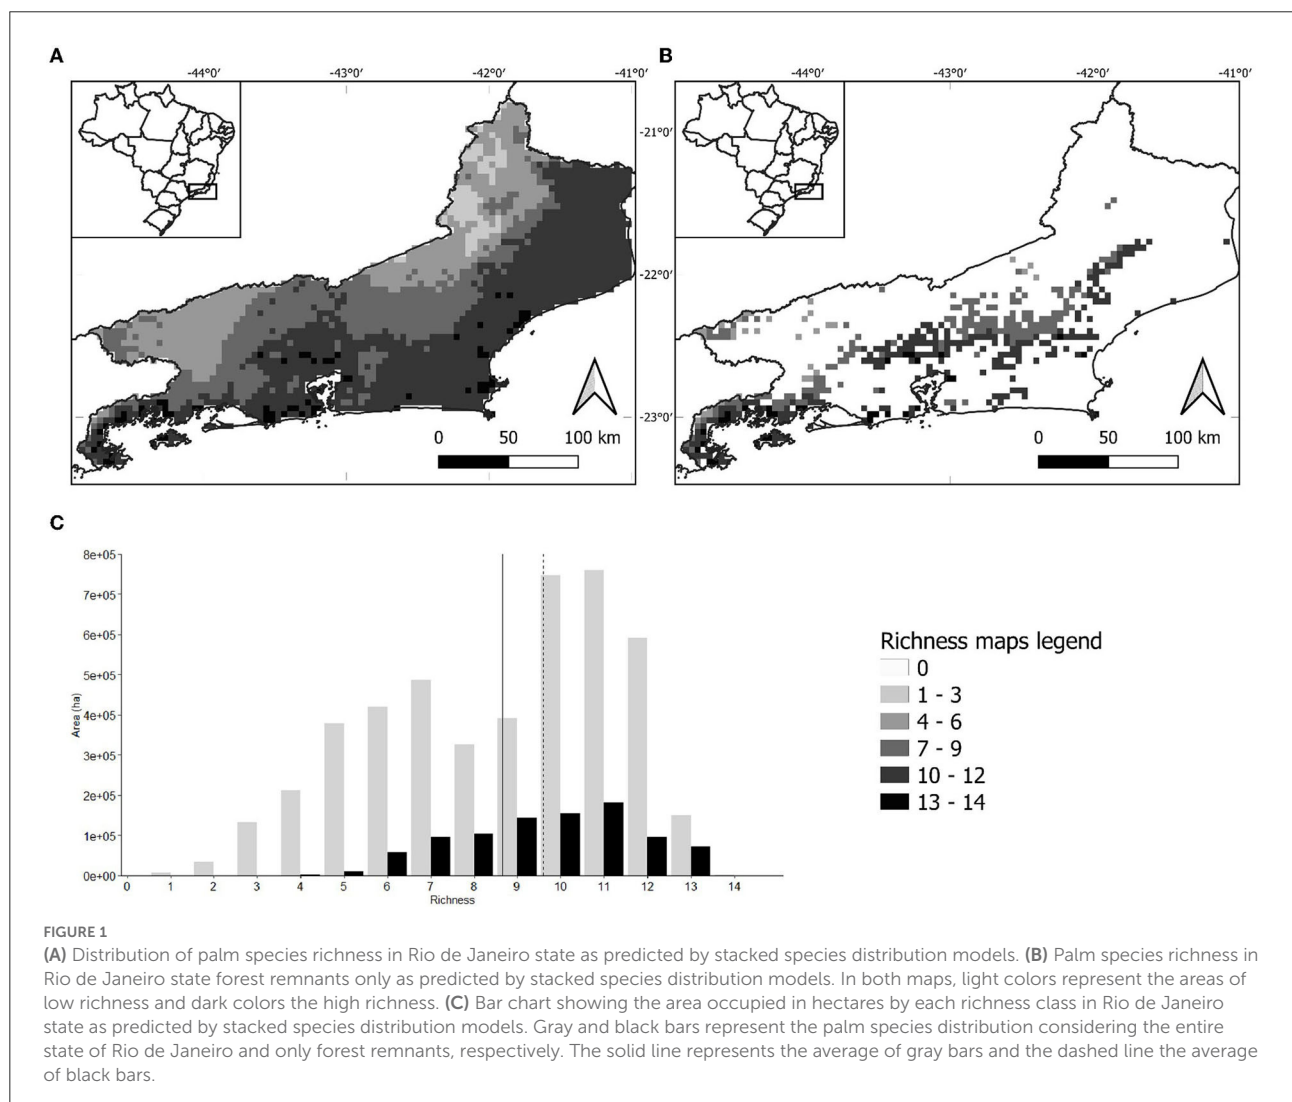 A
B
-44°0′ -43°0′ -42°0′ -41°0′
-44°0′ -43°0′ -42°0′ -41°0′
-21°0′
-22°0′
-23°0′
-21°0′
-22°0′
-23°0′
0 50 100 km
0 50 100 km
C
8e+05
7e+05
6e+05
5e+05
4e+05
3e+05
2e+05
1e+05
0e+00
Area (ha)
0 1 2 3 4 5 6 7 8 9 10 11 12 13 14
Richness
Richness maps legend
0
1 - 3
4 - 6
7 - 9
10 - 12
13 - 14
FIGURE 1
(A) Distribution of palm species richness in Rio de Janeiro state as predicted by stacked species distribution models. (B) Palm species richness in
Rio de Janeiro state forest remnants only as predicted by stacked species distribution models. In both maps, light colors represent the areas of
low richness and dark colors the high richness. (C) Bar chart showing the area occupied in hectares by each richness class in Rio de Janeiro
state as predicted by stacked species distribution models. Gray and black bars represent the palm species distribution considering the entire
state of Rio de Janeiro and only forest remnants, respectively. The solid line represents the average of gray bars and the dashed line the average
of black bars.